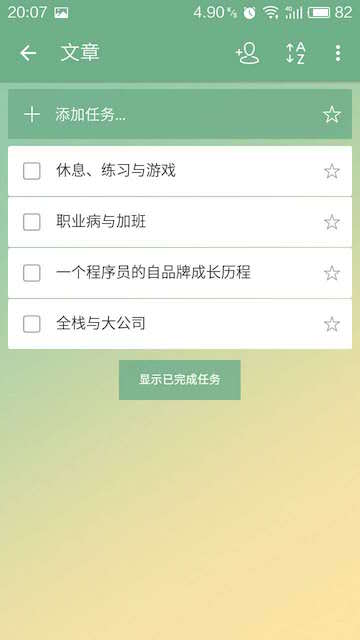 20:07 4.90 K/s 4G 82
文章
A
Z
添加任务...
休息、练习与游戏
职业病与加班
一个程序员的自品牌成长历程
全栈与大公司
显示已完成任务